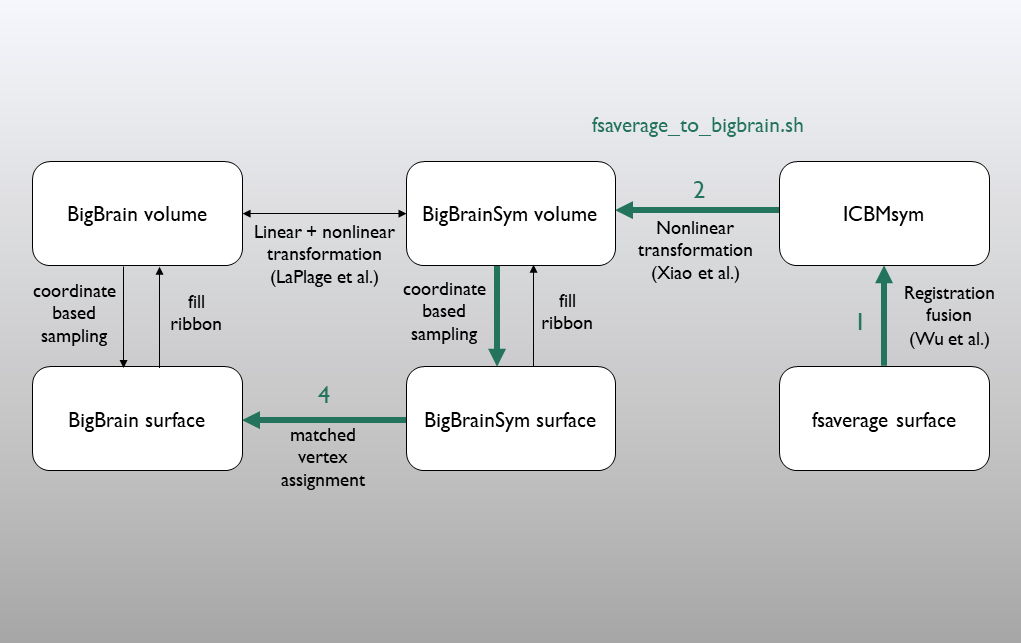 fsaverage_to_bigbrain.sh
BigBrain volume
Linear + nonlinear
transformation
(LaPlage et al.)
BigBrainSym volume
2
Nonlinear
transformation
(Xiao et al.)
ICBMsym
coordinate
based
sampling
fill
ribbon
coordinate
based
sampling
fill
ribbon
1
Registration
fusion
(Wu et al.)
BigBrain surface
4
matched
vertex
assignment
BigBrainSym surface
fsaverage surface